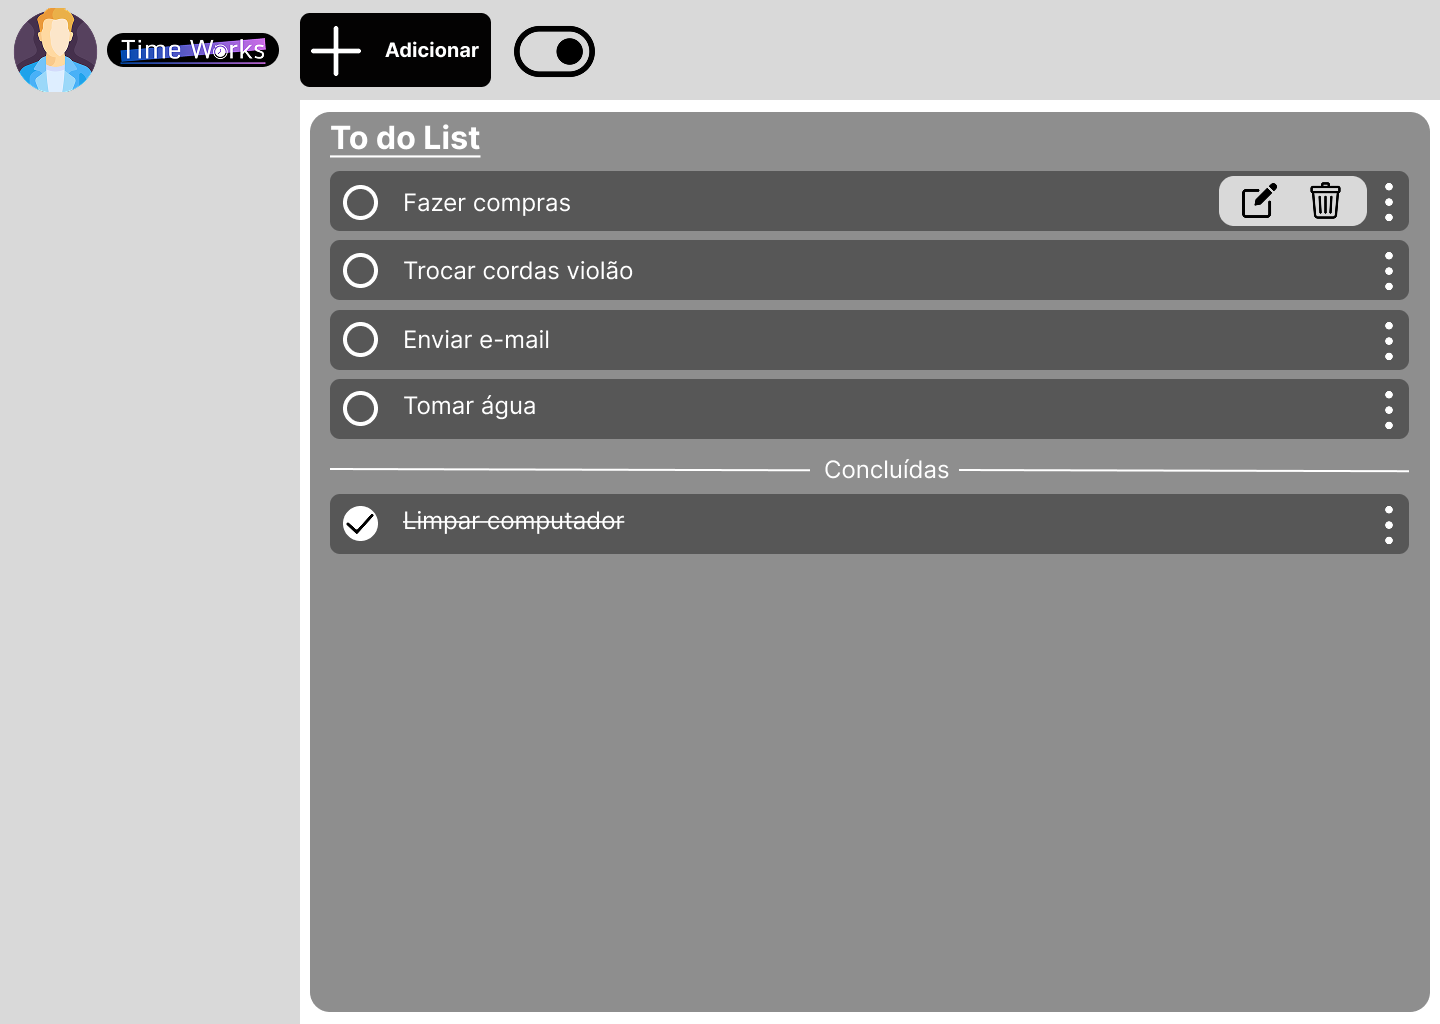 Time Works
Adicionar
To do List
Fazer compras
Trocar cordas violão
Enviar e-mail
Tomar água
Concluídas
Limpar computador